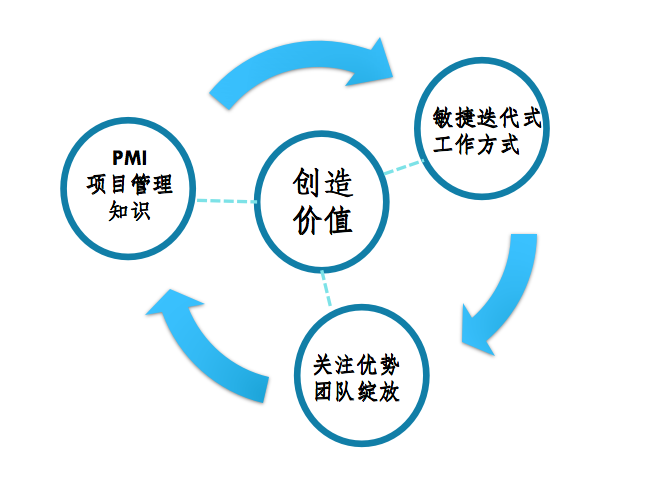 PMI
项目管理
知识
创造
价值
敏捷迭代式
工作方式
关注优势
团队绽放